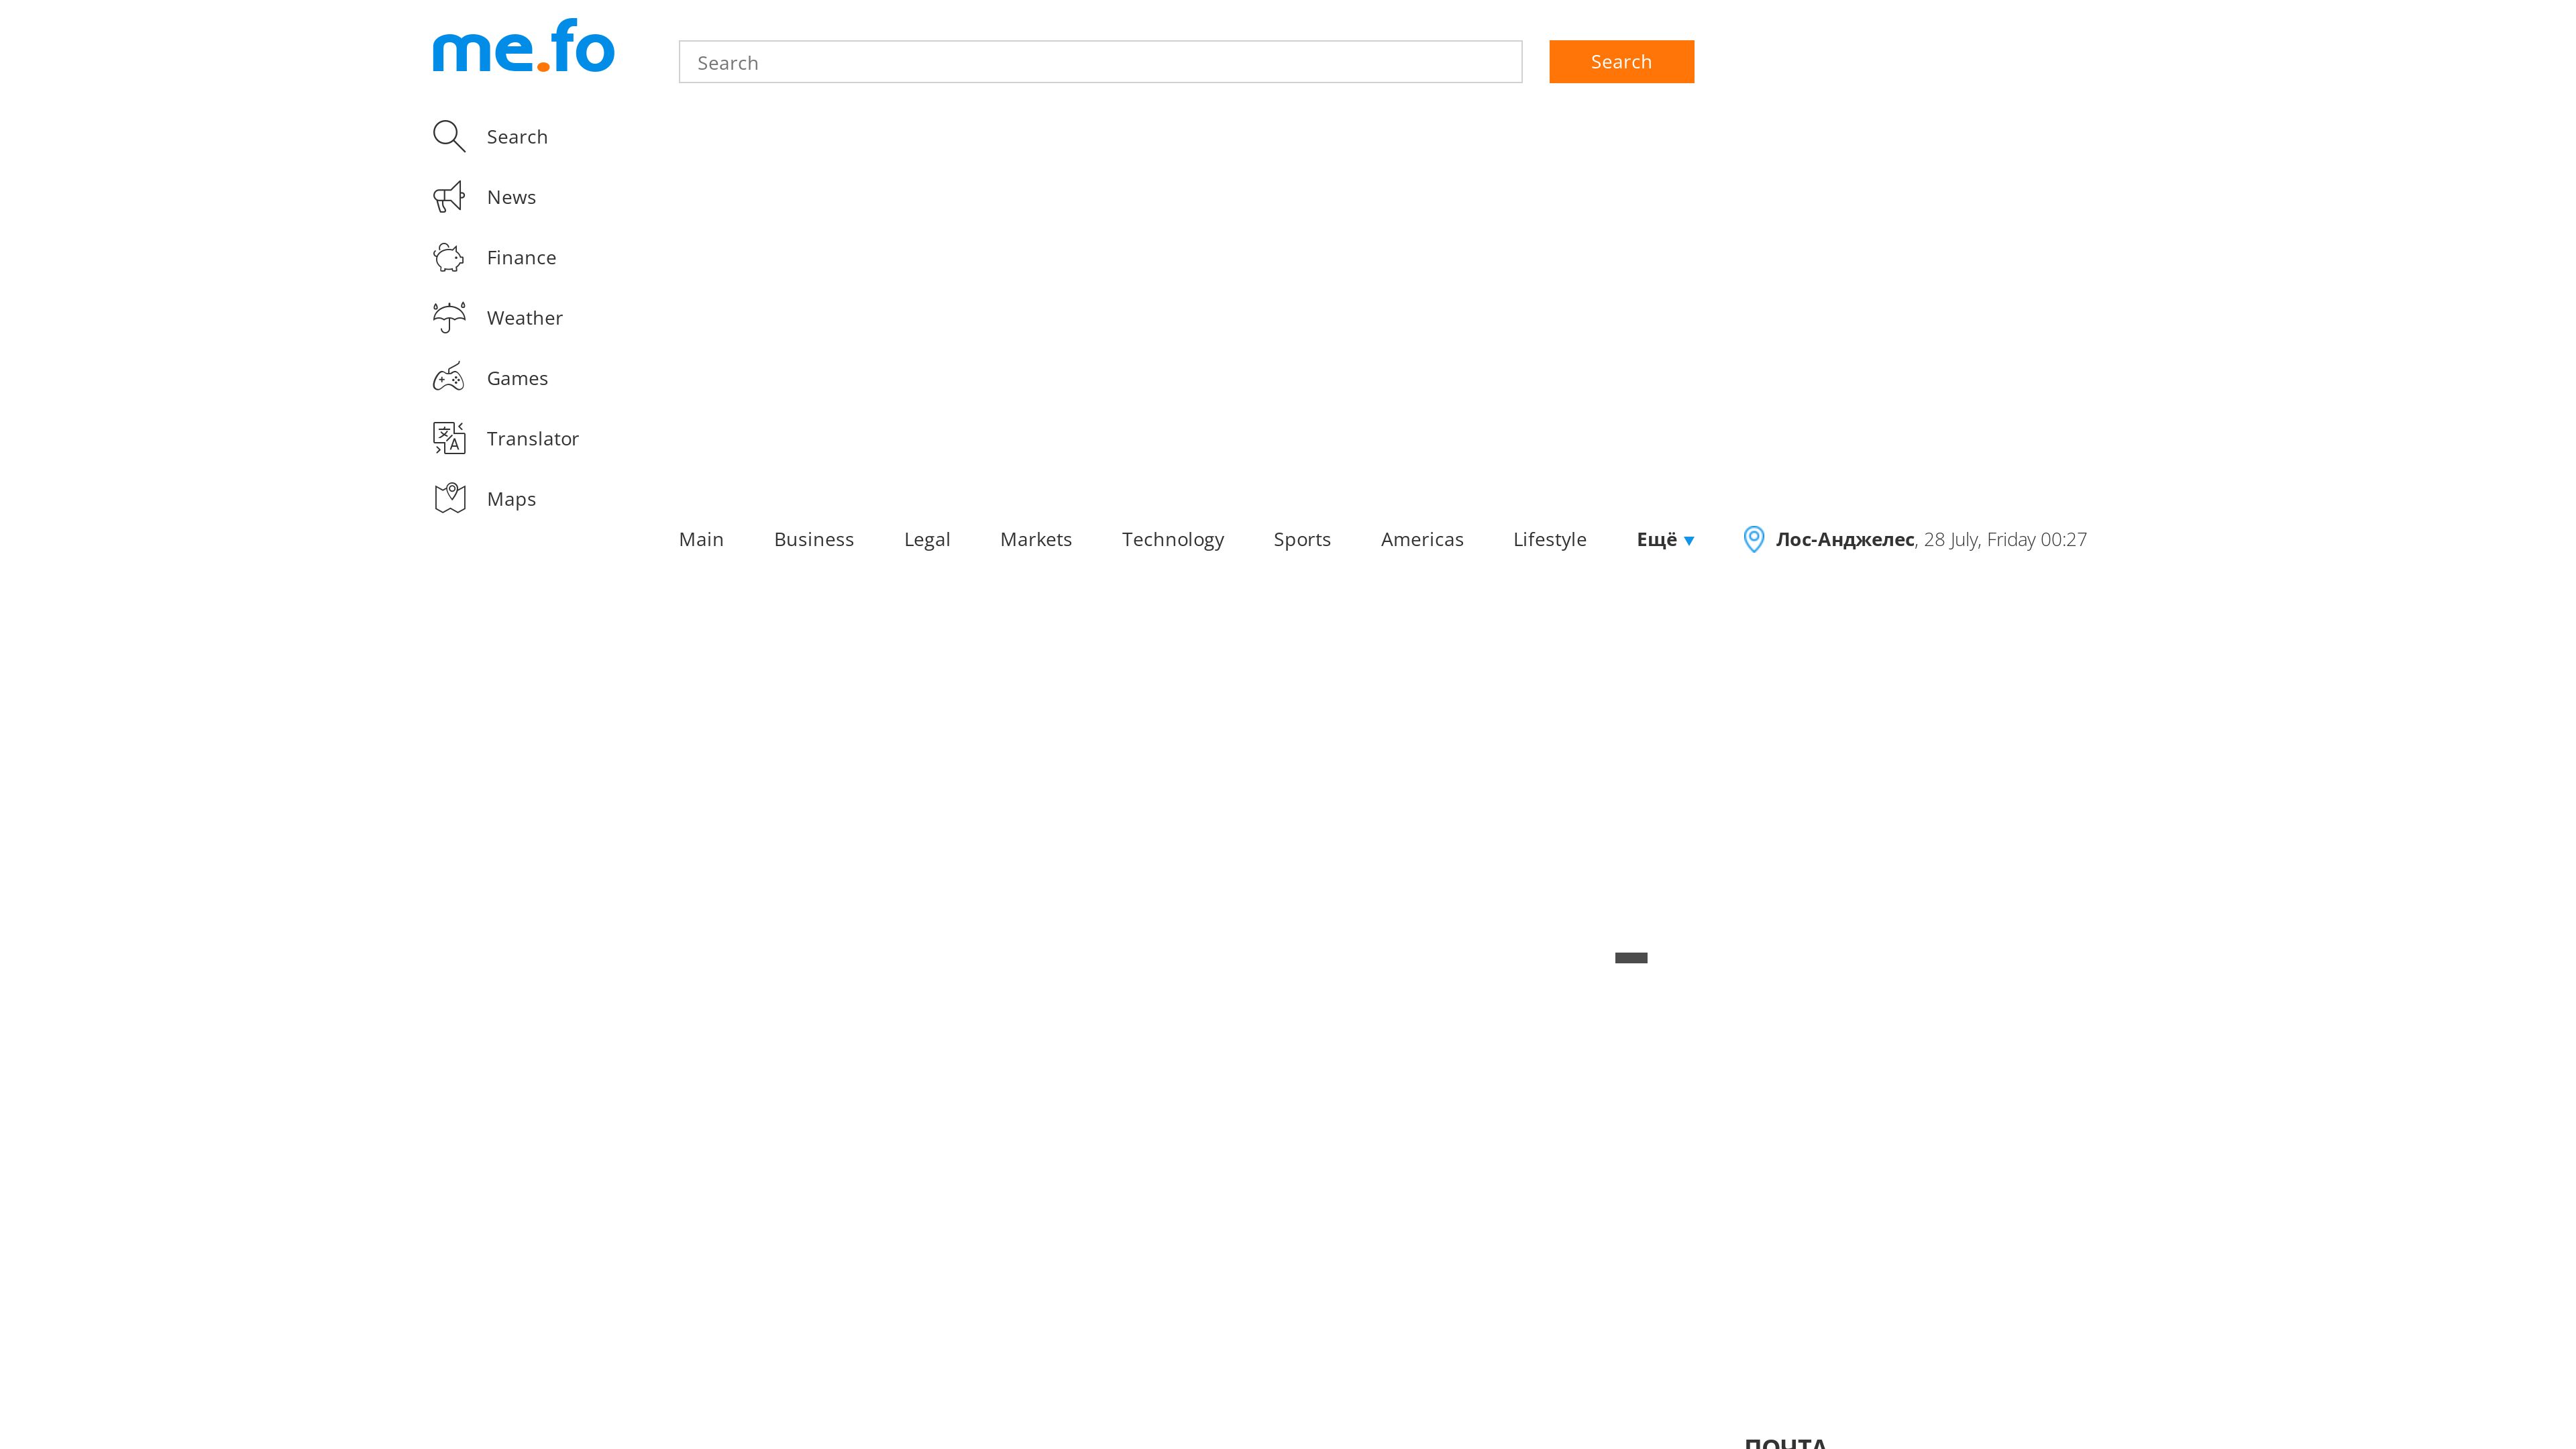 me.fo
Search
Search
Search
News
Finance
Weather
Games
Translator
Maps
Main Business Legal Markets Technology Sports Americas Lifestyle Ещё Лос-Анджелес, 28 July, Friday 00:27
ПОЧТА